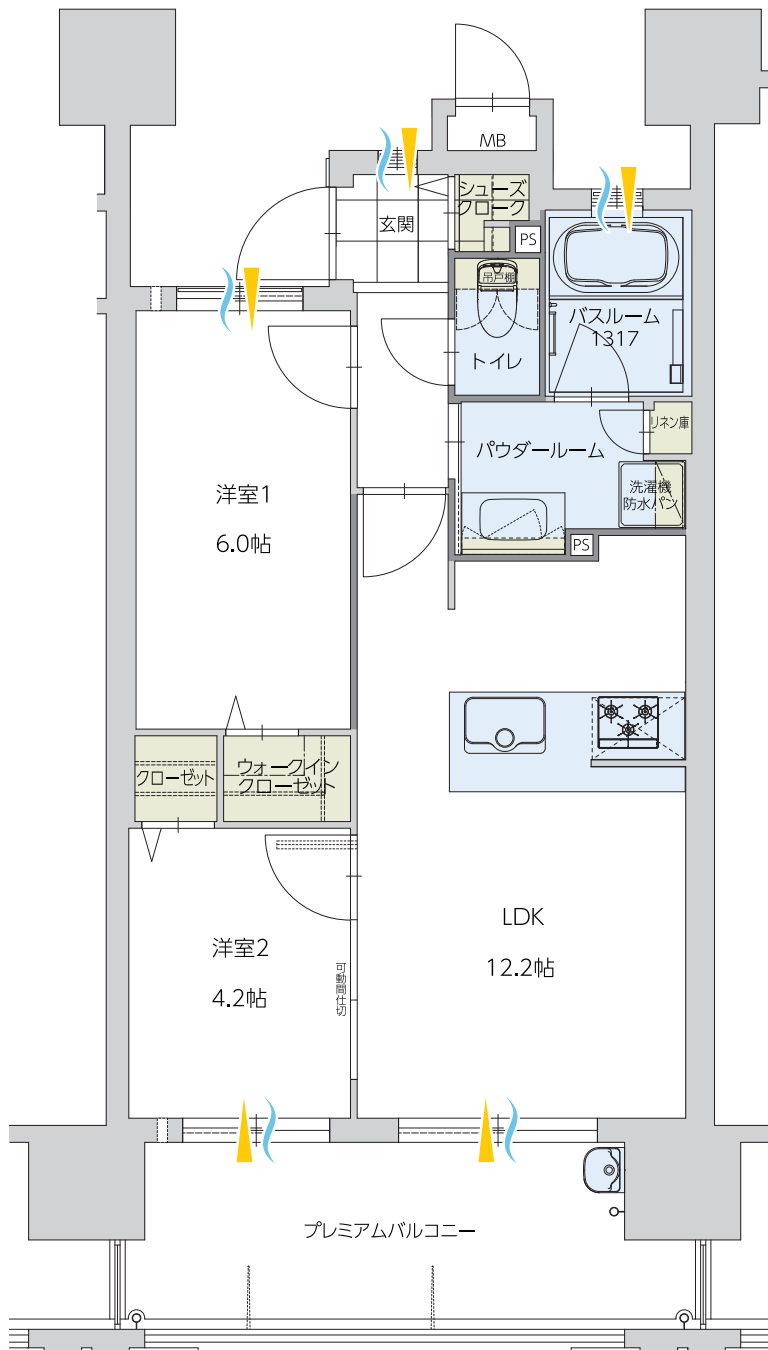 MB
シューズ
クローク
玄関
PS
吊戸棚
トイレ
バスルーム
1317
リネン庫
パウダールーム
洗濯機
防水パン
PS
洋室1
6.0帖
クローゼット
ウォークイン
クローゼット
LDK
12.2帖
洋室2
4.2帖
可動間仕切
プレミアムバルコニー